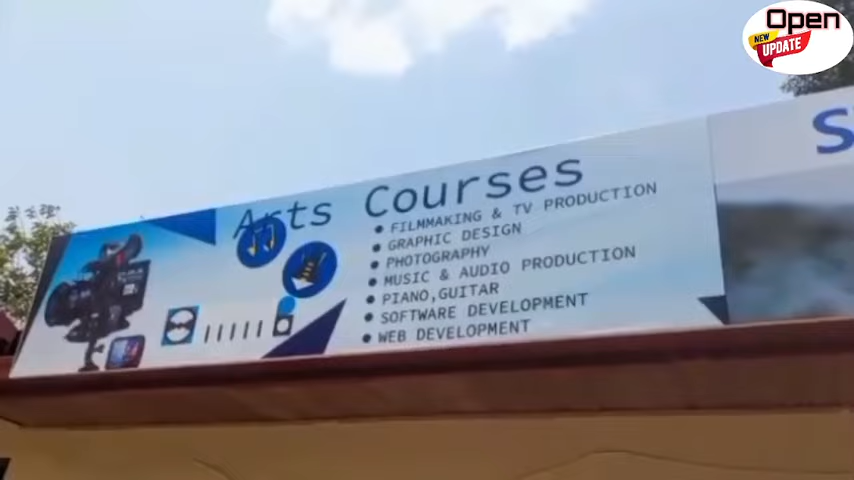 Open
NEW
UPDATE
Arts Courses
• FILMMAKING & TV PRODUCTION
• GRAPHIC DESIGN
• PHOTOGRAPHY
• MUSIC & AUDIO PRODUCTION
• PIANO,GUITAR
• SOFTWARE DEVELOPMENT
• WEB DEVELOPMENT
S